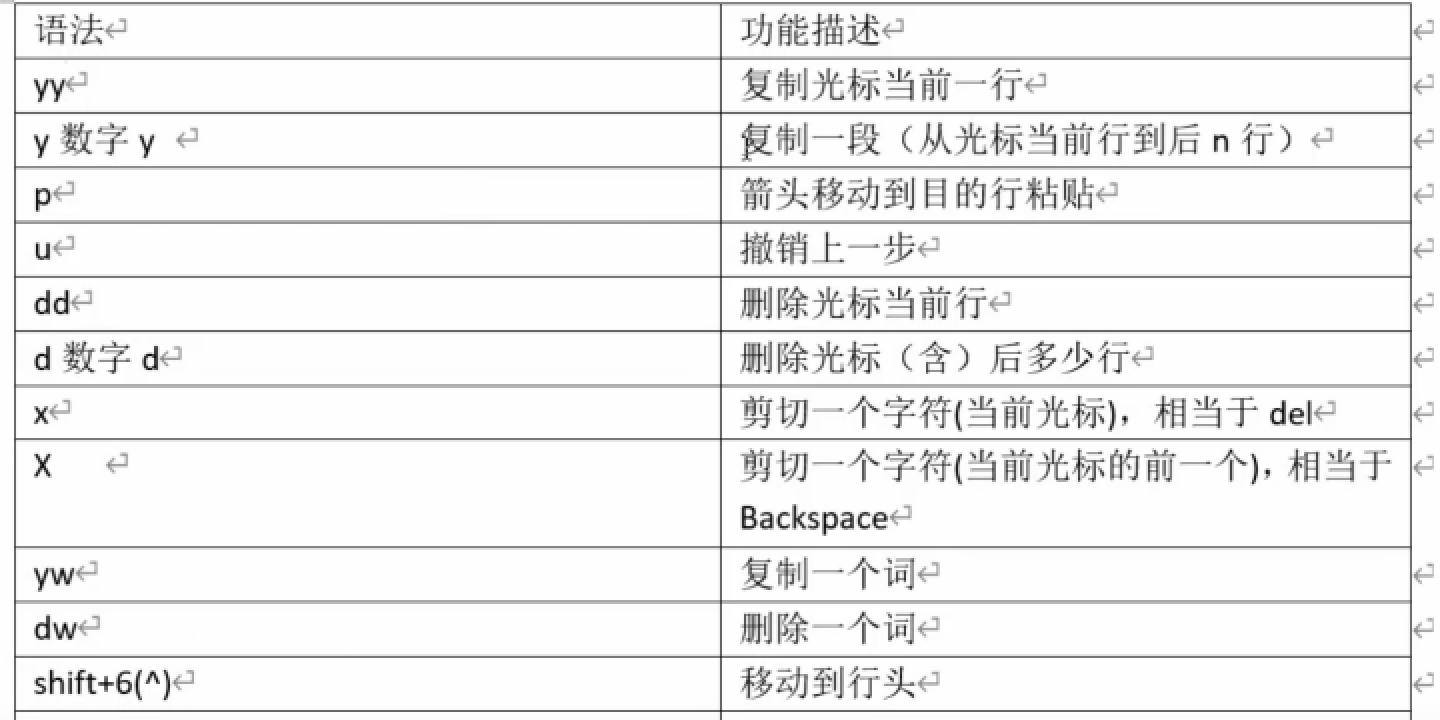 语法 功能描述
yy 复制光标当前一行
y 数字 y 复制一段（从光标当前行到后 n 行）
p 箭头移动到目的行粘贴
u 撤销上一步
dd 删除光标当前行
d 数字 d 删除光标（含）后多少行
x 剪切一个字符(当前光标)，相当于 del
X 剪切一个字符(当前光标的前一个)，相当于
Backspace
yw 复制一个词
dw 删除一个词
shift+6(^) 移动到行头